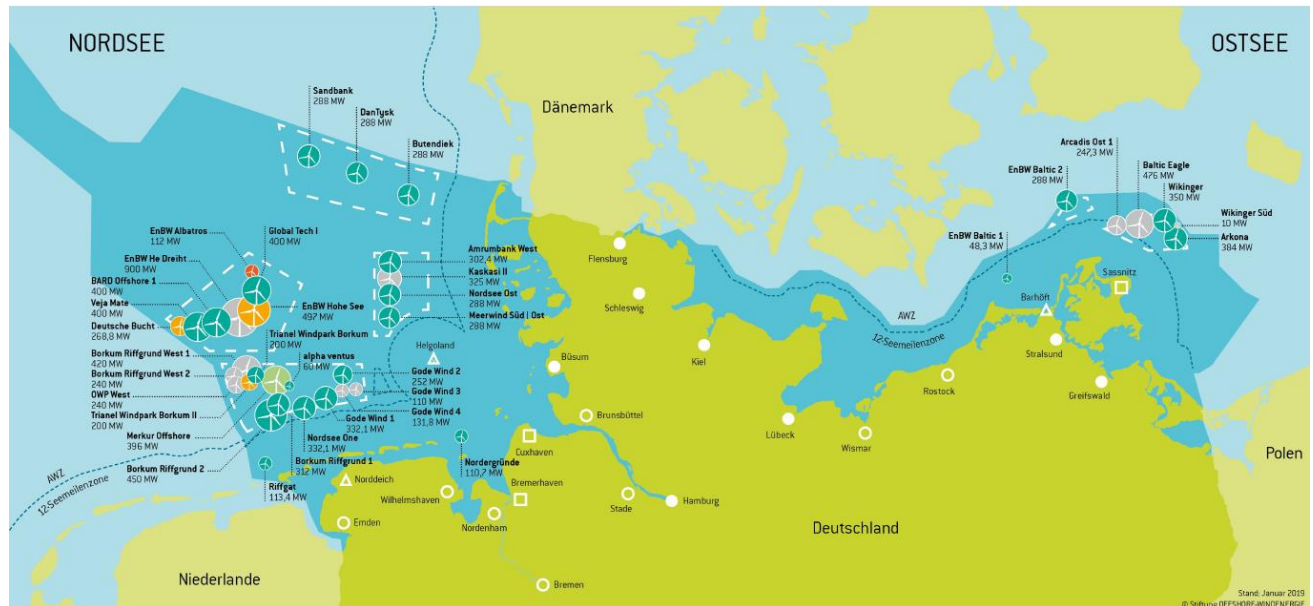 NORDSEE
OSTSEE
Sandbank
288 MW
DanTysk
288 MW
Butendiek
288 MW
Dänemark
Arcadis Ost 1
247,3 MW
Baltic Eagle
476 MW
EnBW Baltic 2
288 MW
Wikinger
350 MW
Wikinger Süd
10 MW
Arkona
384 MW
EnBW Baltic 1
48,3 MW
EnBW Albatros
112 MW
Global Tech I
400 MW
EnBW He Dreiht
900 MW
BARD Offshore 1
400 MW
Veja Mate
400 MW
Deutsche Bucht
268,8 MW
EnBW Hohe See
497 MW
Amrumbank West
302,4 MW
Kaskasi II
325 MW
Nordsee Ost
288 MW
Meerwind Süd | Ost
288 MW
Trianel Windpark Borkum
200 MW
alpha ventus
60 MW
Borkum Riffgrund West 1
420 MW
Borkum Riffgrund West 2
240 MW
OWP West
240 MW
Trianel Windpark Borkum II
200 MW
Merkur Offshore
396 MW
Borkum Riffgrund 2
450 MW
Gode Wind 2
252 MW
Gode Wind 3
110 MW
Gode Wind 4
131,8 MW
Gode Wind 1
332,1 MW
Nordsee One
332,1 MW
Borkum Riffgrund 1
312 MW
Riffgat
113,4 MW
Nordergründe
110,7 MW
Helgoland
AWZ
12-Seemeilenzone
AWZ
12-Seemeilenzone
Flensburg
Schleswig
Kiel
Büsum
Brunsbüttel
Cuxhaven
Bremerhaven
Norddeich
Wilhelmshaven
Emden
Nordenham
Stade
Hamburg
Bremen
Lübeck
Wismar
Rostock
Barhöft
Sassnitz
Stralsund
Greifswald
Niederlande
Deutschland
Polen
Stand: Januar 2019
© Stiftung OFFSHORE-WINDENERGIE